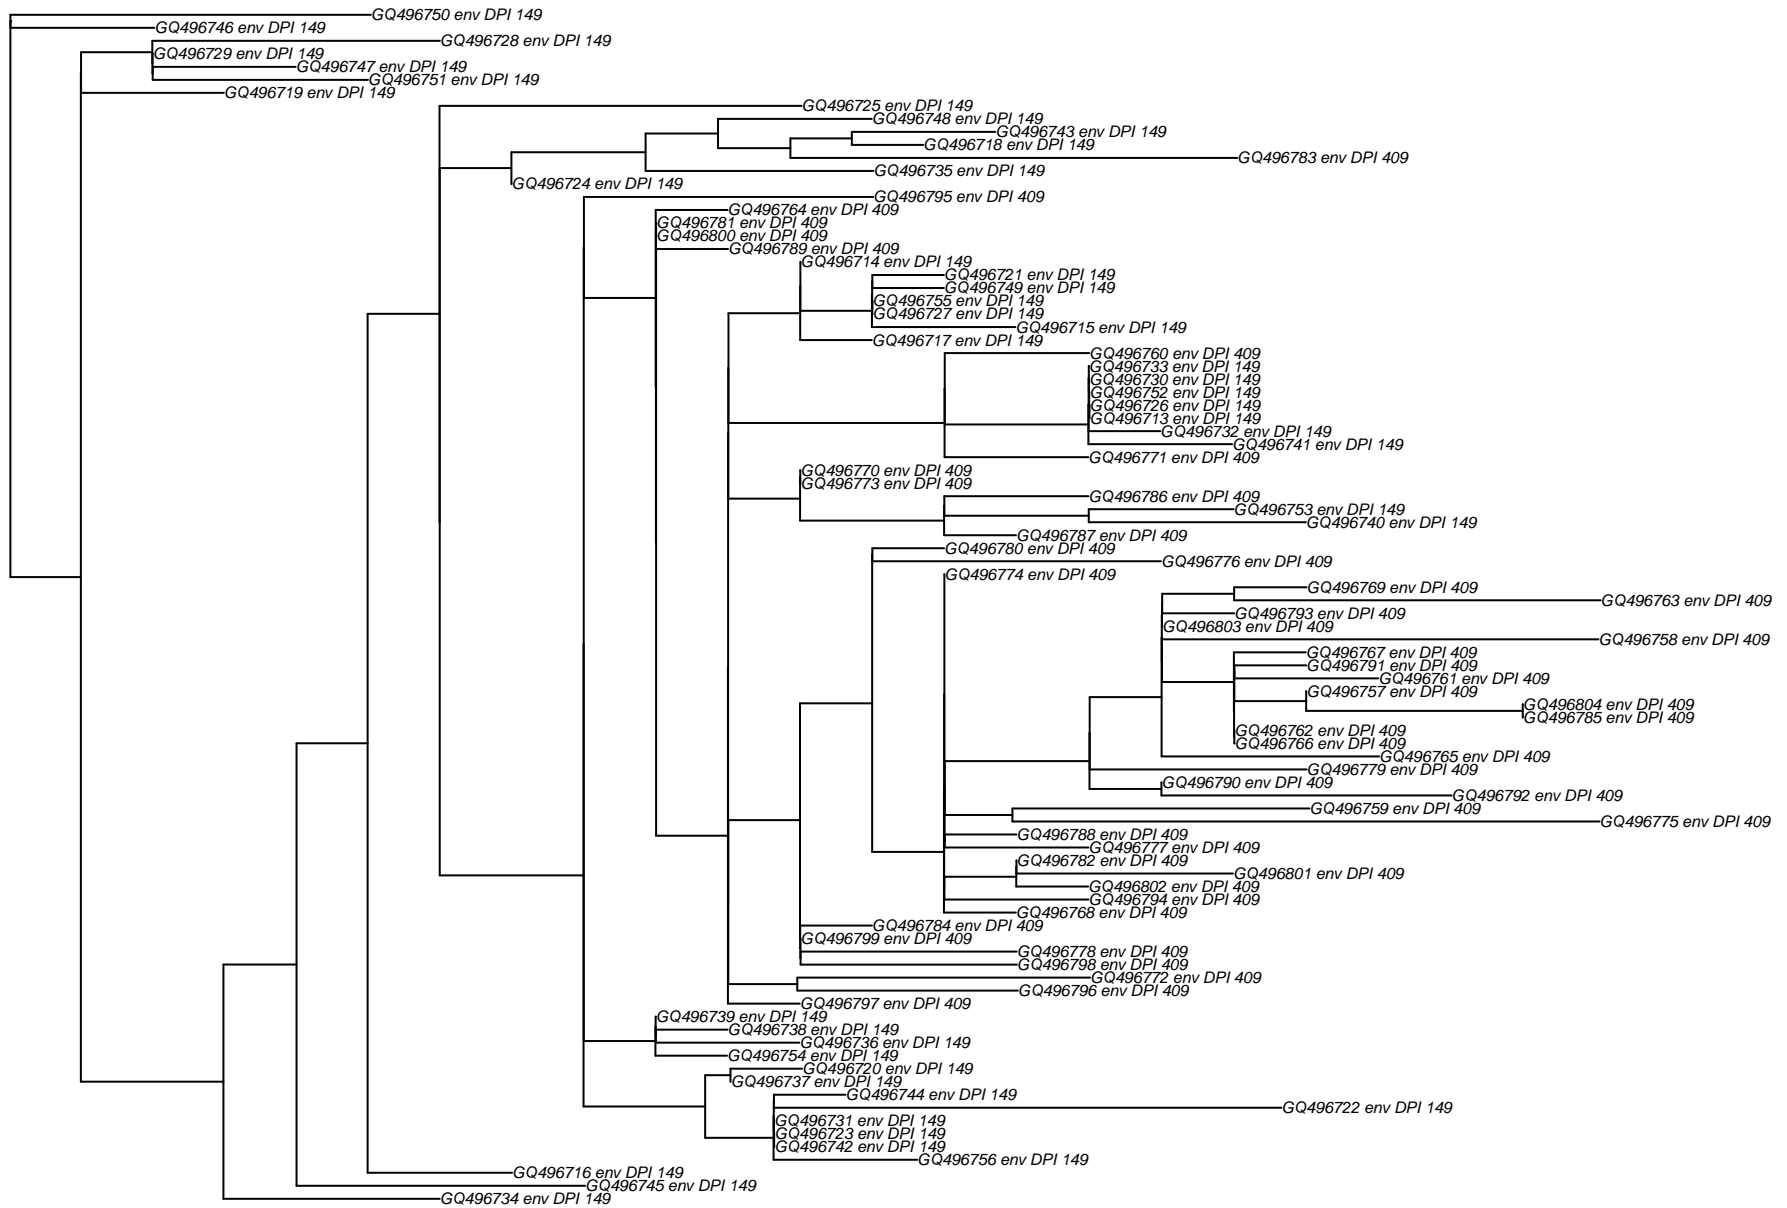 GQ496750 env DPI 149
GQ496746 env DPI 149
GQ496728 env DPI 149
GQ496729 env DPI 149
GQ496747 env DPI 149
GQ496751 env DPI 149
GQ496719 env DPI 149
GQ496725 env DPI 149
GQ496748 env DPI 149
GQ496743 env DPI 149
GQ496718 env DPI 149
GQ496783 env DPI 409
GQ496735 env DPI 149
GQ496724 env DPI 149
GQ496795 env DPI 409
GQ496764 env DPI 409
GQ496781 env DPI 409
GQ496800 env DPI 409
GQ496789 env DPI 409
GQ496714 env DPI 149
GQ496721 env DPI 149
GQ496749 env DPI 149
GQ496755 env DPI 149
GQ496727 env DPI 149
GQ496715 env DPI 149
GQ496717 env DPI 149
GQ496760 env DPI 409
GQ496733 env DPI 149
GQ496730 env DPI 149
GQ496752 env DPI 149
GQ496726 env DPI 149
GQ496713 env DPI 149
GQ496732 env DPI 149
GQ496741 env DPI 149
GQ496771 env DPI 409
GQ496770 env DPI 409
GQ496773 env DPI 409
GQ496786 env DPI 409
GQ496753 env DPI 149
GQ496740 env DPI 149
GQ496787 env DPI 409
GQ496780 env DPI 409
GQ496776 env DPI 409
GQ496774 env DPI 409
GQ496769 env DPI 409
GQ496763 env DPI 409
GQ496793 env DPI 409
GQ496803 env DPI 409
GQ496758 env DPI 409
GQ496767 env DPI 409
GQ496791 env DPI 409
GQ496761 env DPI 409
GQ496757 env DPI 409
GQ496804 env DPI 409
GQ496785 env DPI 409
GQ496762 env DPI 409
GQ496766 env DPI 409
GQ496765 env DPI 409
GQ496779 env DPI 409
GQ496790 env DPI 409
GQ496792 env DPI 409
GQ496759 env DPI 409
GQ496775 env DPI 409
GQ496788 env DPI 409
GQ496777 env DPI 409
GQ496782 env DPI 409
GQ496801 env DPI 409
GQ496802 env DPI 409
GQ496794 env DPI 409
GQ496768 env DPI 409
GQ496784 env DPI 409
GQ496799 env DPI 409
GQ496778 env DPI 409
GQ496798 env DPI 409
GQ496772 env DPI 409
GQ496796 env DPI 409
GQ496797 env DPI 409
GQ496739 env DPI 149
GQ496738 env DPI 149
GQ496736 env DPI 149
GQ496754 env DPI 149
GQ496720 env DPI 149
GQ496737 env DPI 149
GQ496744 env DPI 149
GQ496722 env DPI 149
GQ496731 env DPI 149
GQ496723 env DPI 149
GQ496742 env DPI 149
GQ496756 env DPI 149
GQ496716 env DPI 149
GQ496745 env DPI 149
GQ496734 env DPI 149